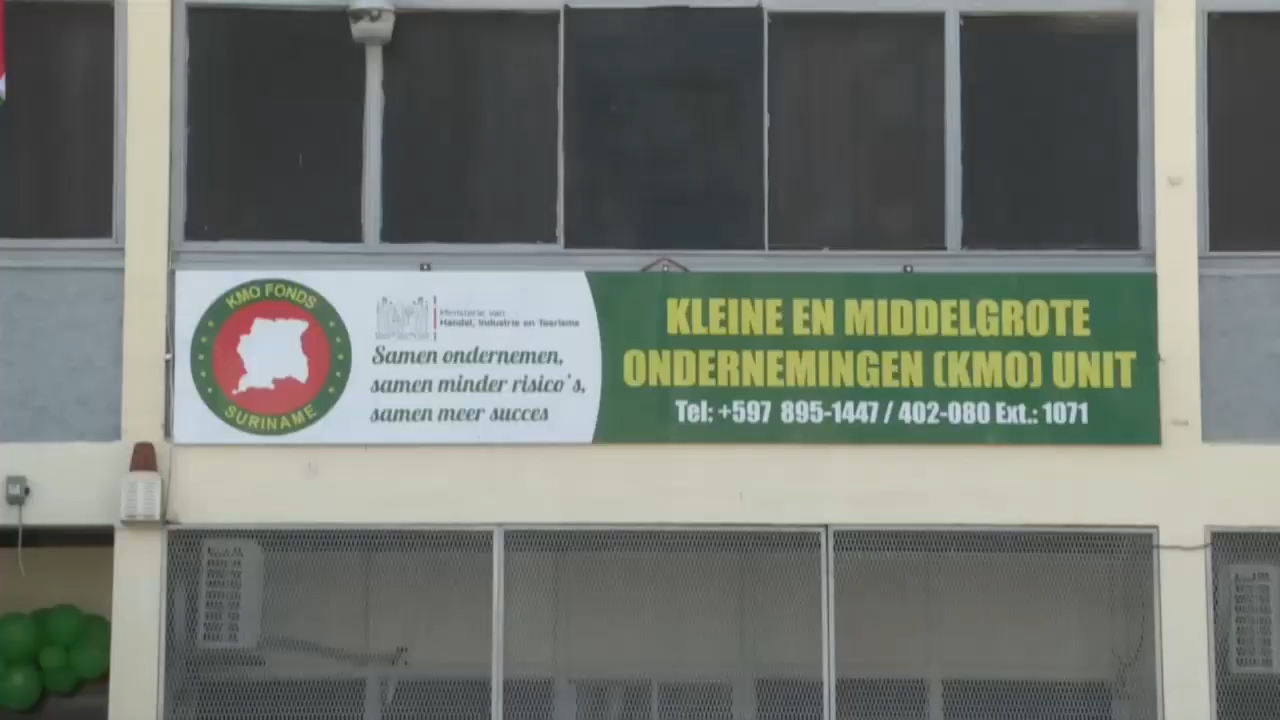 KMO FONDS
SURINAME
Ministerie van
Handel, Industrie en Toerisme
Samen ondernemen,
samen minder risico's,
samen meer succes
KLEINE EN MIDDELGROTE
ONDERNEMINGEN (KMO) UNIT
Tel: +597 895-1447 / 402-080 Ext.: 1071